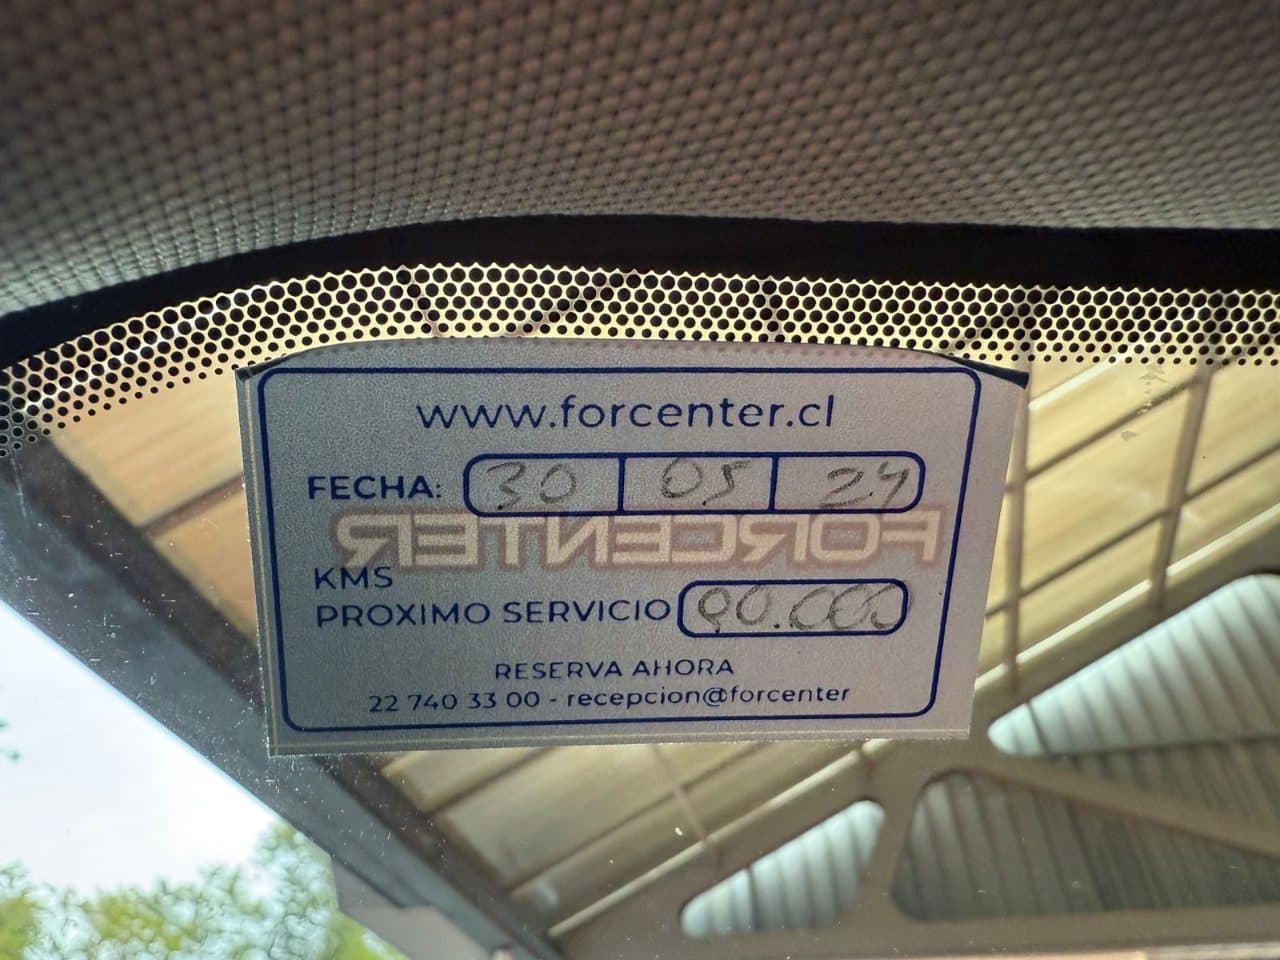 www.forcenter.cl
FECHA: 30 05 24
FORCENTER
KMS
PROXIMO SERVICIO 90.000
RESERVA AHORA
22 740 33 00 - recepcion@forcenter